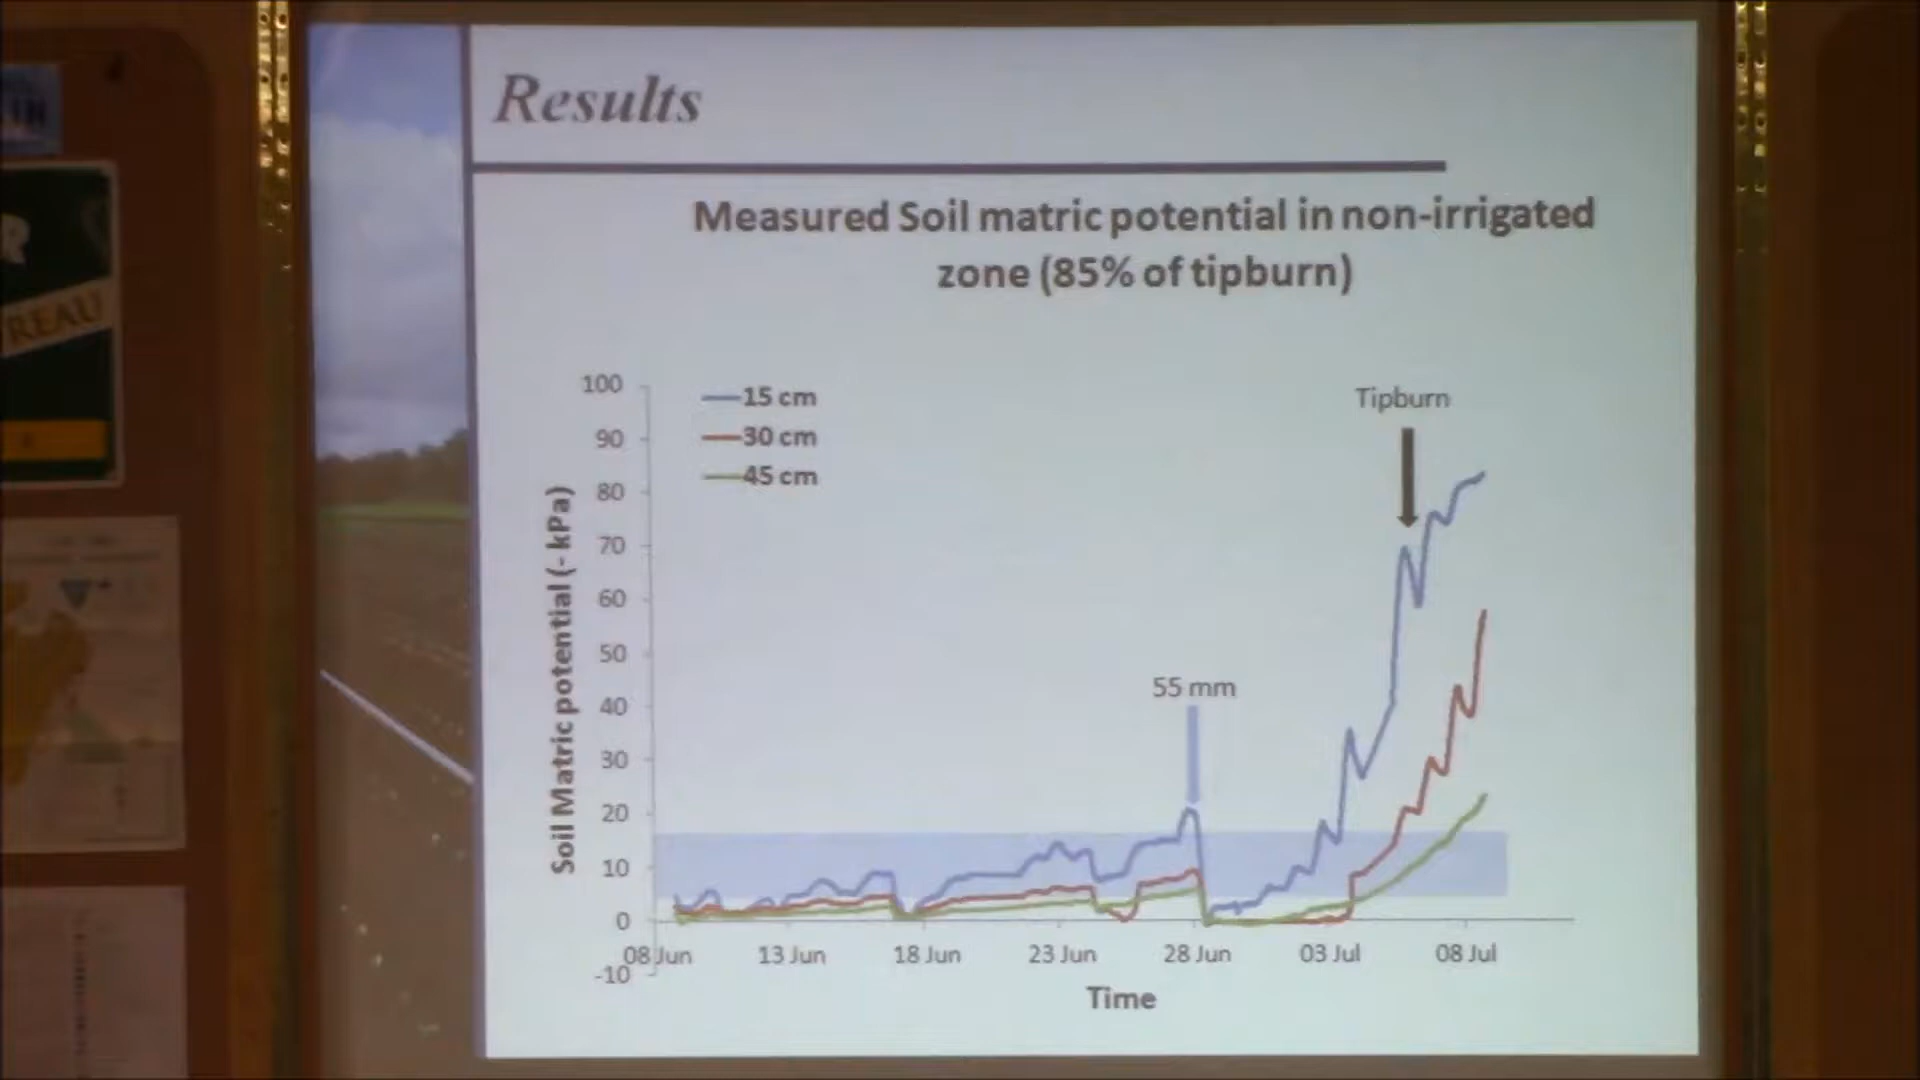 Results
Measured Soil matric potential in non-irrigated
zone (85% of tipburn)
100
90
80
70
60
50
40
30
20
10
0
-10
Soil Matric potential (- kPa)
15 cm
30 cm
45 cm
Tipburn
55 mm
08 Jun
13 Jun
18 Jun
23 Jun
28 Jun
03 Jul
08 Jul
Time
REAU